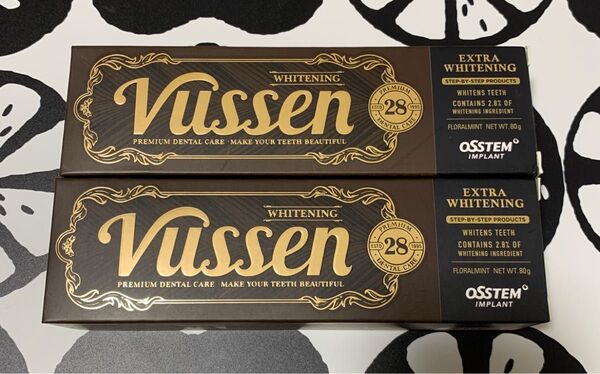 WHITENING
Vussen
PREMIUM DENTAL CARE · MAKE YOUR TEETH BEAUTIFUL
PREMIUM
ESTD 28 1995
DENTAL CARE
EXTRA
WHITENING
STEP-BY-STEP PRODUCTS
WHITENS TEETH
CONTAINS 2.8% OF
WHITENING INGREDIENT
FLORALMINT NET WT. 80g
OSSTEM
IMPLANT
WHITENING
Vussen
PREMIUM DENTAL CARE · MAKE YOUR TEETH BEAUTIFUL
PREMIUM
ESTD 28 1995
DENTAL CARE
EXTRA
WHITENING
STEP-BY-STEP PRODUCTS
WHITENS TEETH
CONTAINS 2.8% OF
WHITENING INGREDIENT
FLORALMINT NET WT. 80g
OSSTEM
IMPLANT